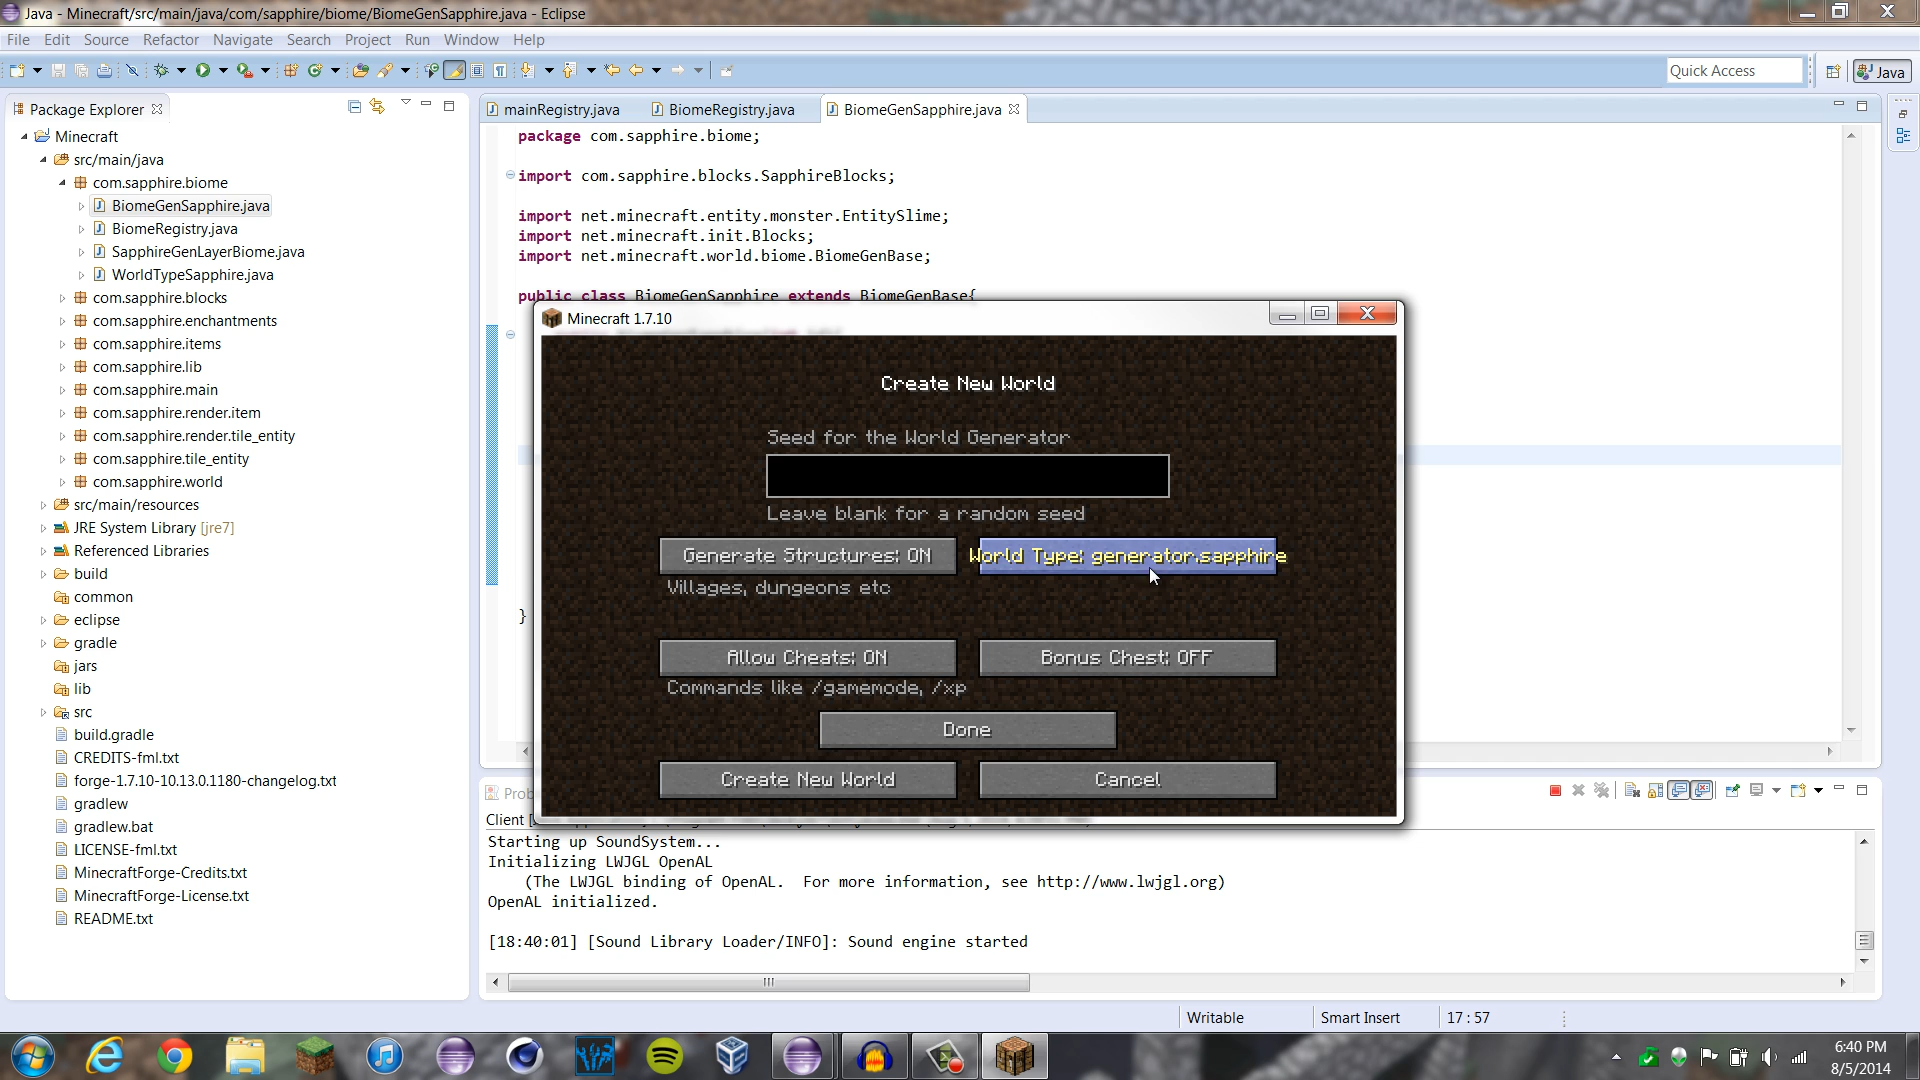 Java - Minecraft/src/main/java/com/sapphire/biome/BiomeGenSapphire.java - Eclipse
File Edit Source Refactor Navigate Search Project Run Window Help
Quick Access
Java
Package Explorer
Minecraft
src/main/java
com.sapphire.biome
BiomeGenSapphire.java
BiomeRegistry.java
SapphireGenLayerBiome.java
WorldTypeSapphire.java
com.sapphire.blocks
com.sapphire.enchantments
com.sapphire.items
com.sapphire.lib
com.sapphire.main
com.sapphire.render.item
com.sapphire.render.tile_entity
com.sapphire.tile_entity
com.sapphire.world
src/main/resources
JRE System Library [jre7]
Referenced Libraries
build
common
eclipse
gradle
jars
lib
src
build.gradle
CREDITS-fml.txt
forge-1.7.10-10.13.0.1180-changelog.txt
gradlew
gradlew.bat
LICENSE-fml.txt
MinecraftForge-Credits.txt
MinecraftForge-License.txt
README.txt
mainRegistry.java BiomeRegistry.java BiomeGenSapphire.java
package com.sapphire.biome;
import com.sapphire.blocks.SapphireBlocks;
import net.minecraft.entity.monster.EntitySlime;
import net.minecraft.init.Blocks;
import net.minecraft.world.biome.BiomeGenBase;
public class BiomeGenSapphire extends BiomeGenBase{
}
Minecraft 1.7.10
Create New World
Seed for the World Generator
Leave blank for a random seed
Generate Structures: ON World Type: generator.sapphire
Villages, dungeons etc
Allow Cheats: ON Bonus Chest: OFF
Commands like /gamemode, /xp
Done
Create New World Cancel
Client [
Starting up SoundSystem...
Initializing LWJGL OpenAL
(The LWJGL binding of OpenAL. For more information, see http://www.lwjgl.org)
OpenAL initialized.
[18:40:01] [Sound Library Loader/INFO]: Sound engine started
Writable Smart Insert 17 : 57
6:40 PM
8/5/2014